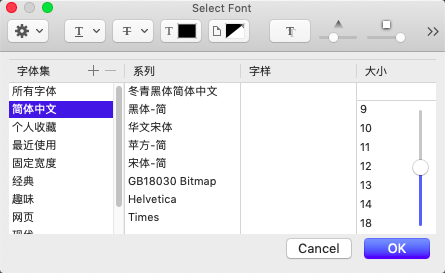 Select Font
T T T T
字体集 + − 系列 字样 大小
所有字体 冬青黑体简体中文
简体中文 黑体-简 9
个人收藏 华文宋体 10
最近使用 苹方-简 11
固定宽度 宋体-简 12
经典 GB18030 Bitmap 13
趣味 Helvetica 14
网页 Times 18
现代
Cancel OK